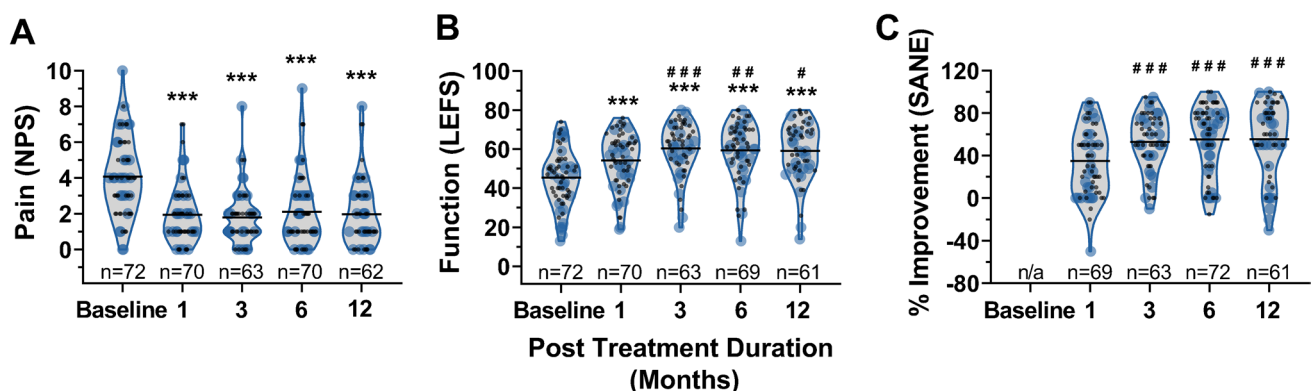 A
Pain (NPS)
10
8
6
4
2
0
***
***
***
***
n=72 n=70 n=63 n=70 n=62
Baseline 1 3 6 12
B
Function (LEFS)
100
80
60
40
20
0
***
# # #
***
# #
***
#
***
n=72 n=70 n=63 n=69 n=61
Baseline 1 3 6 12
Post Treatment Duration
(Months)
C
% Improvement (SANE)
120
80
40
0
-40
-80
# # #
# # #
# # #
n/a n=69 n=63 n=72 n=61
Baseline 1 3 6 12